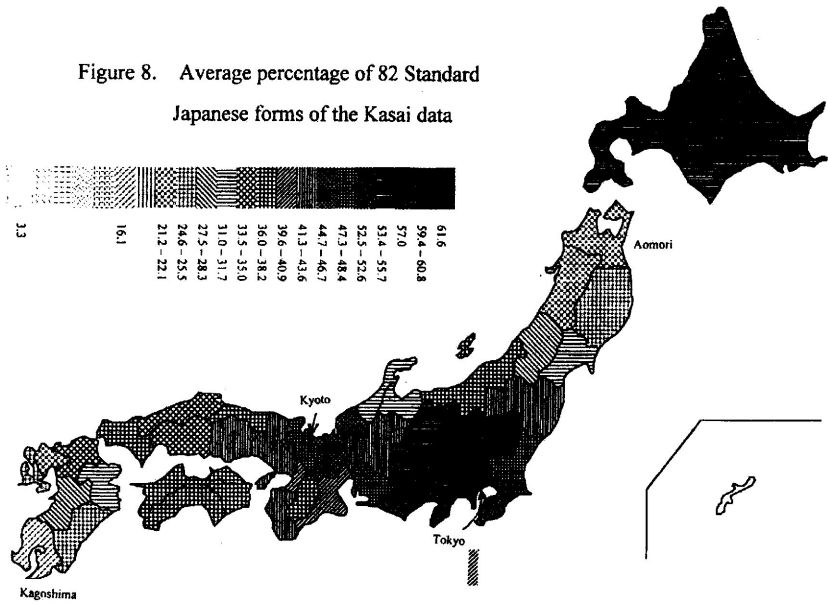 Figure 8. Average percentage of 82 Standard
Japanese forms of the Kasai data
3.3
16.1
21.2 – 22.1
24.6 – 25.5
27.5 – 28.3
31.0 – 31.7
33.5 – 35.0
36.0 – 38.2
39.6 – 40.9
41.3 – 43.6
44.7 – 46.7
47.3 – 48.4
52.5 – 52.6
53.4 – 55.7
57.0
59.4 – 60.8
61.6
Aomori
Kyoto
Tokyo
Kagoshima